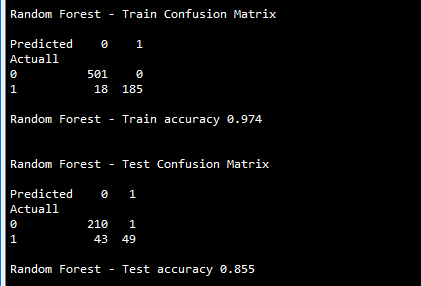 Random Forest - Train Confusion Matrix
Predicted    0    1
Actuall
0          501    0
1           18  185
Random Forest - Train accuracy 0.974
Random Forest - Test Confusion Matrix
Predicted    0   1
Actuall
0          210   1
1           43  49
Random Forest - Test accuracy 0.855